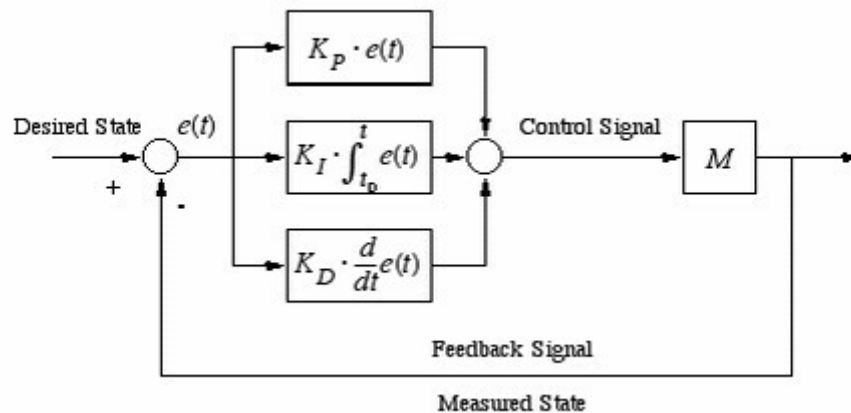 K_P · e(t)
Desired State
e(t)
K_I · ∫_{t_0}^{t} e(t)
Control Signal
M
+
-
K_D · d/dt e(t)
Feedback Signal
Measured State